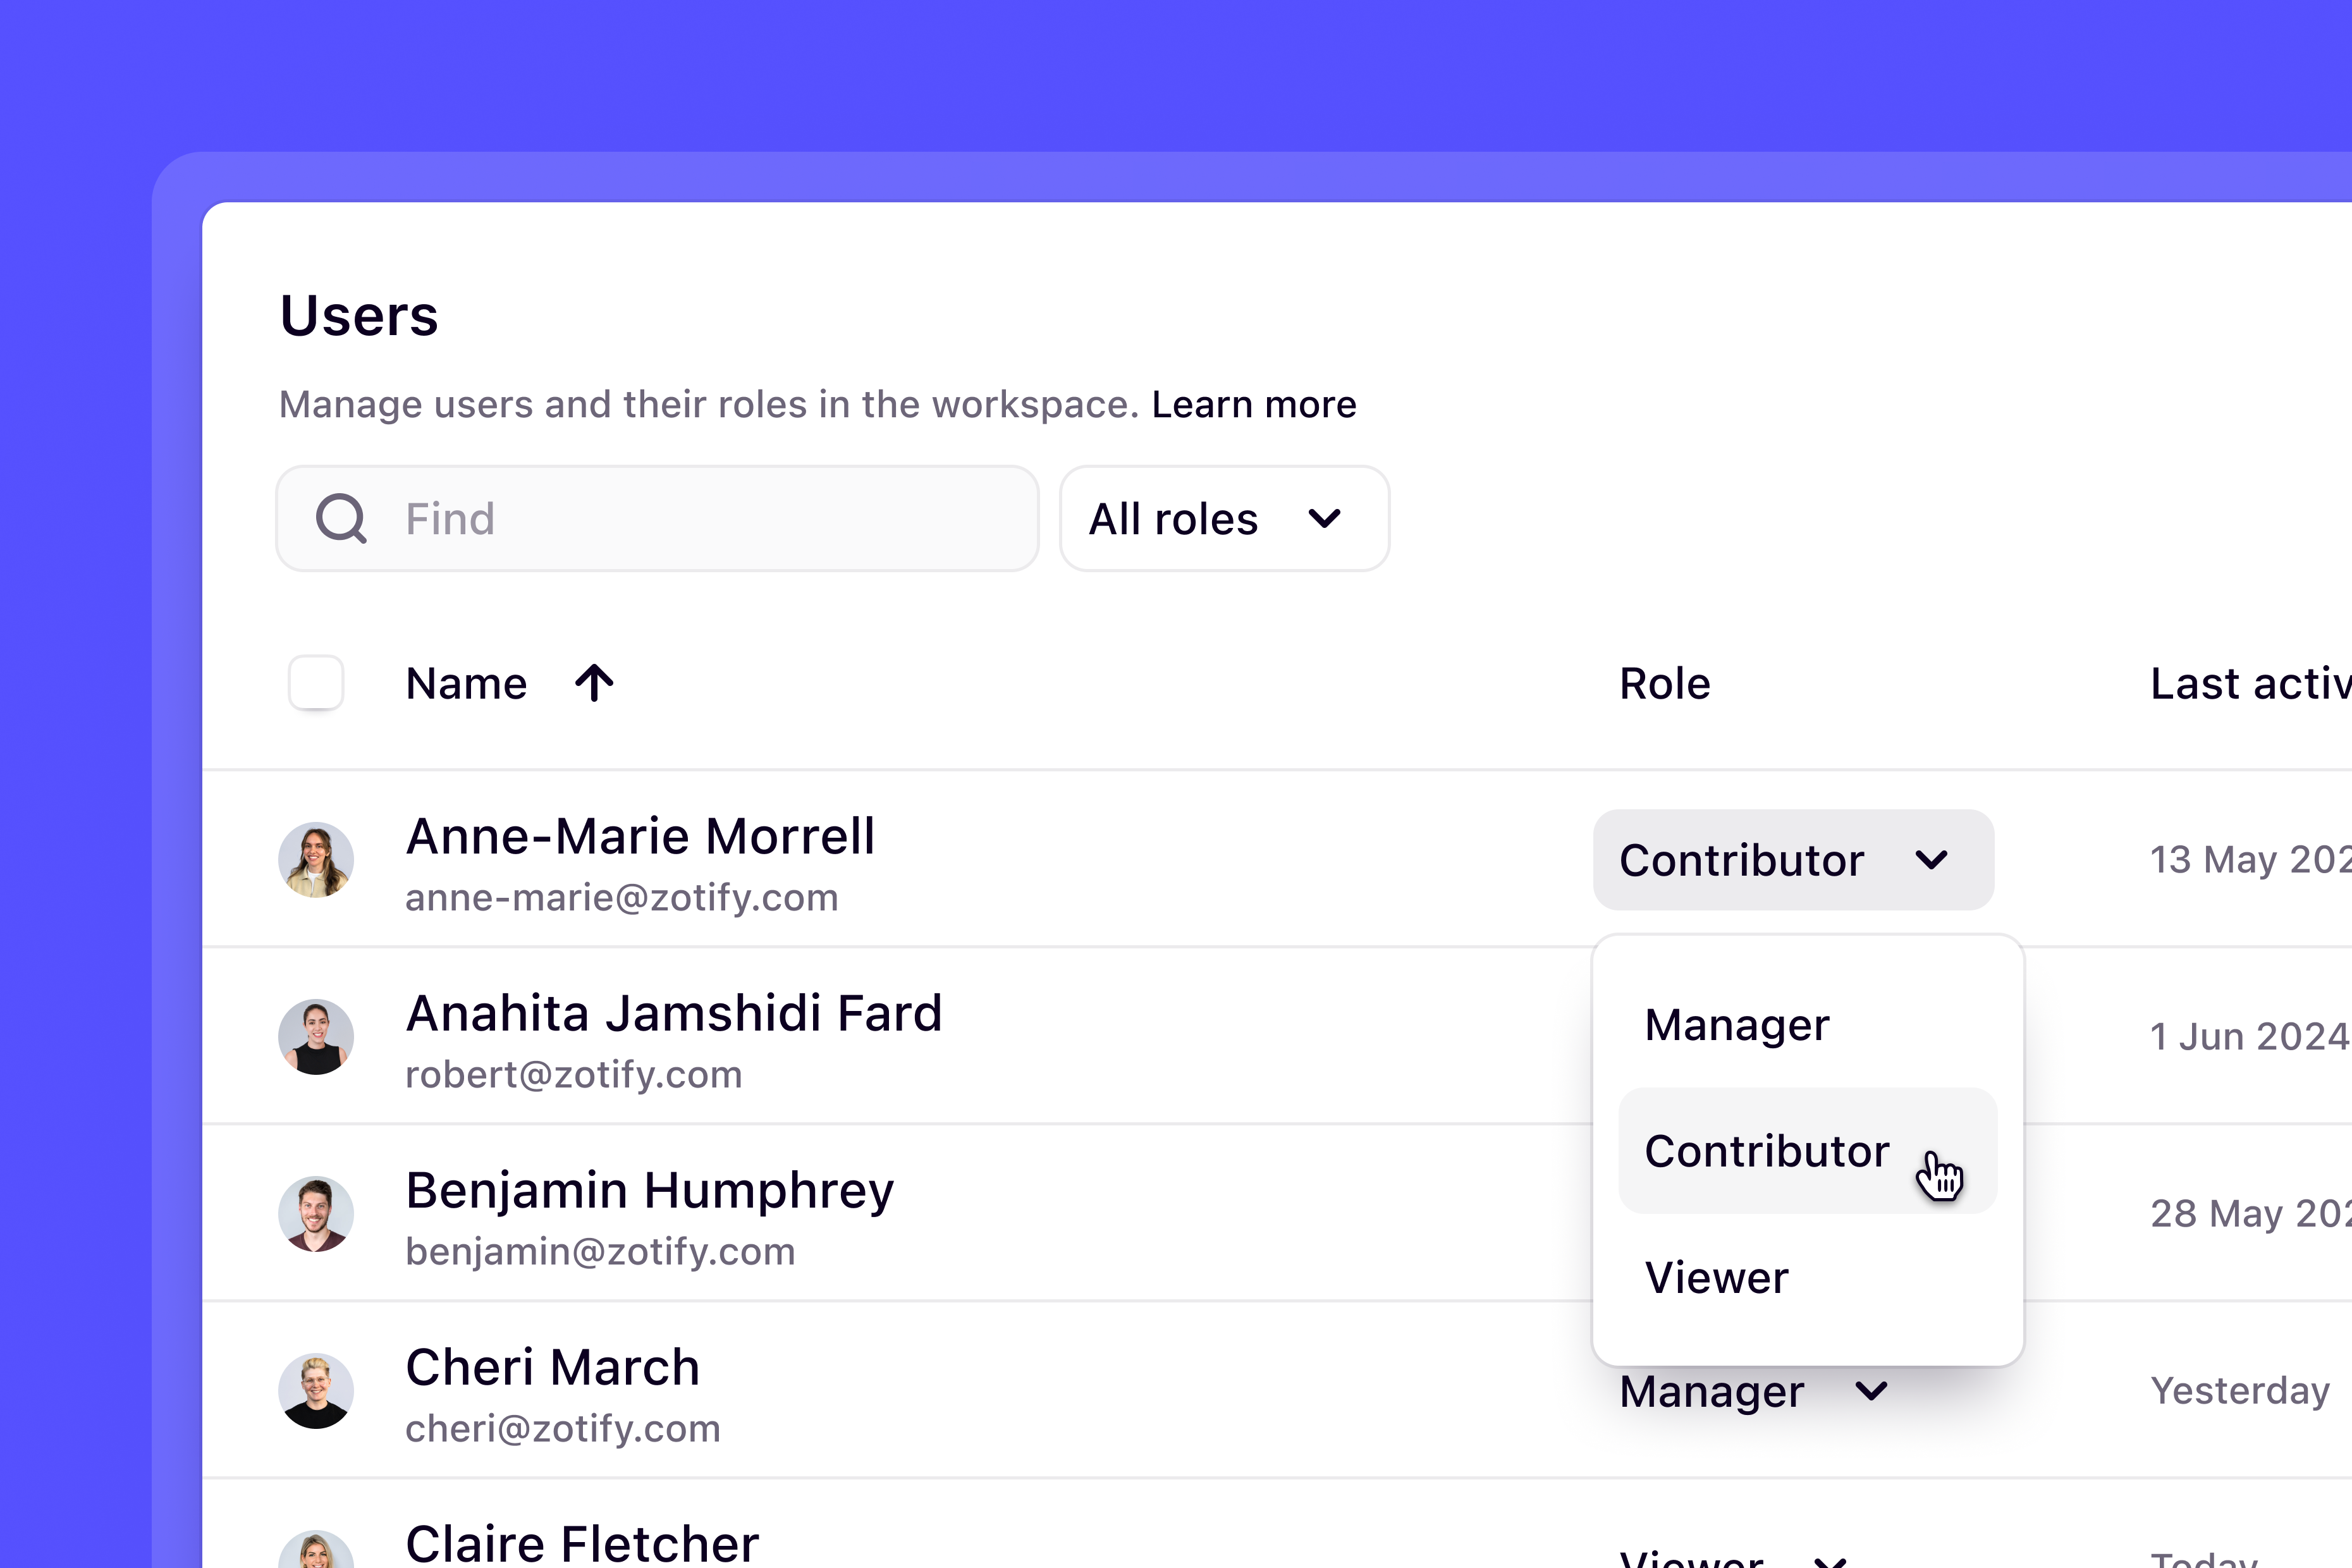 Users
Manage users and their roles in the workspace. Learn more
Find
All roles
Name
Role
Last activ
Anne-Marie Morrell
anne-marie@zotify.com
Contributor
13 May 202
Anahita Jamshidi Fard
robert@zotify.com
1 Jun 2024
Manager
Contributor
Viewer
Benjamin Humphrey
benjamin@zotify.com
28 May 202
Cheri March
cheri@zotify.com
Manager
Yesterday
Claire Fletcher
Viewer
Today